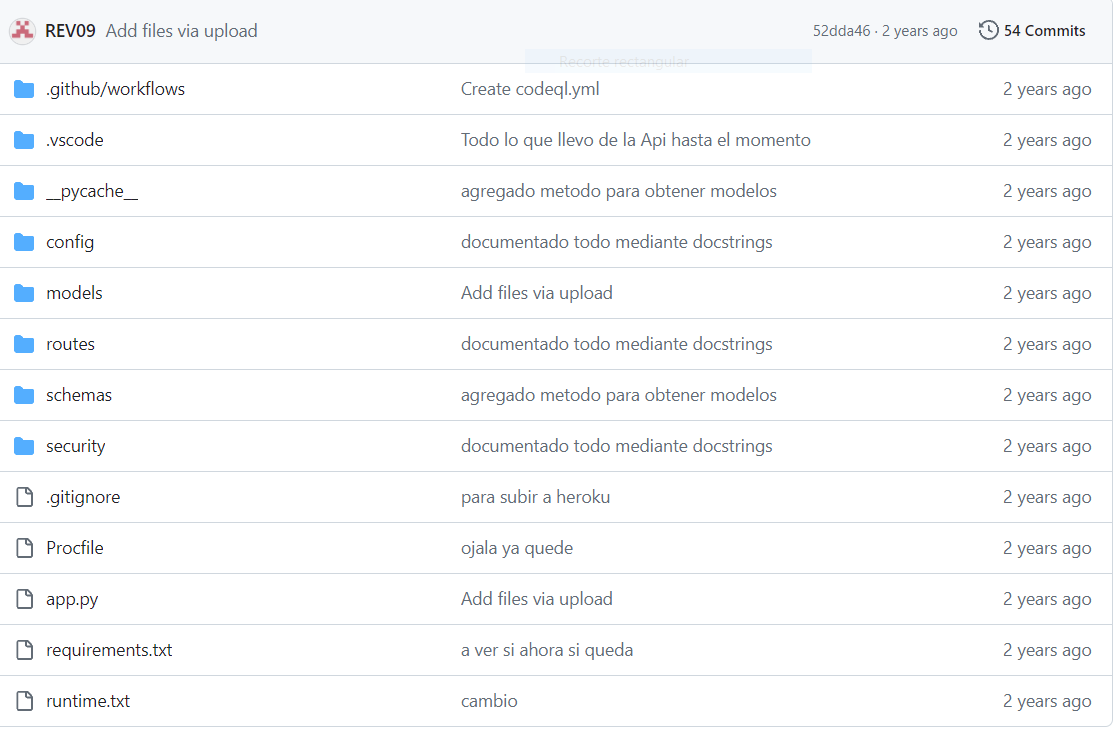 REV09 Add files via upload 52dda46 · 2 years ago 54 Commits
Recorte rectangular
.github/workflows Create codeql.yml 2 years ago
.vscode Todo lo que llevo de la Api hasta el momento 2 years ago
__pycache__ agregado metodo para obtener modelos 2 years ago
config documentado todo mediante docstrings 2 years ago
models Add files via upload 2 years ago
routes documentado todo mediante docstrings 2 years ago
schemas agregado metodo para obtener modelos 2 years ago
security documentado todo mediante docstrings 2 years ago
.gitignore para subir a heroku 2 years ago
Procfile ojala ya quede 2 years ago
app.py Add files via upload 2 years ago
requirements.txt a ver si ahora si queda 2 years ago
runtime.txt cambio 2 years ago